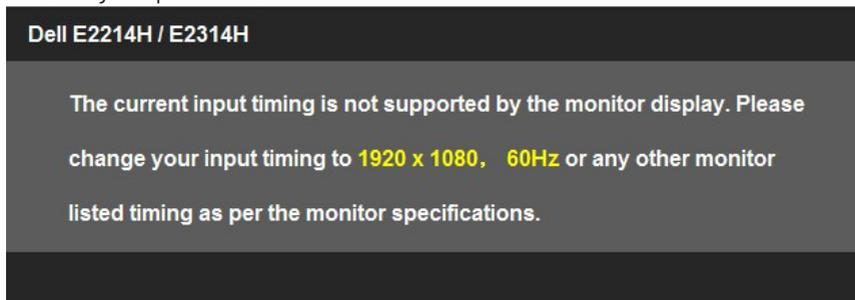 Dell E2214H / E2314H
The current input timing is not supported by the monitor display. Please
change your input timing to 1920 x 1080， 60Hz or any other monitor
listed timing as per the monitor specifications.